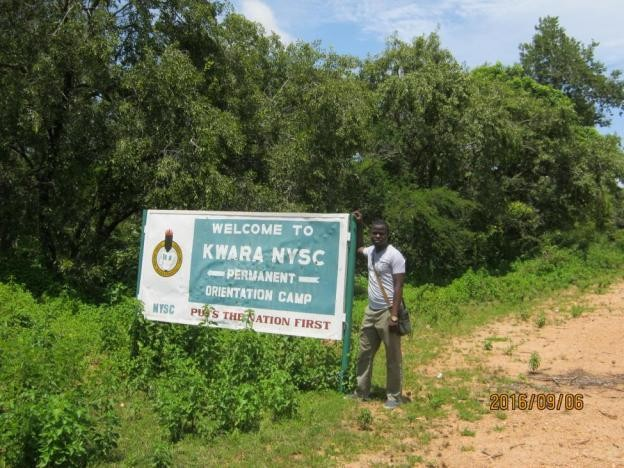 WELCOME TO
KWARA NYSC
PERMANENT
ORIENTATION CAMP
NYSC
PUTS THE NATION FIRST
2016/09/06